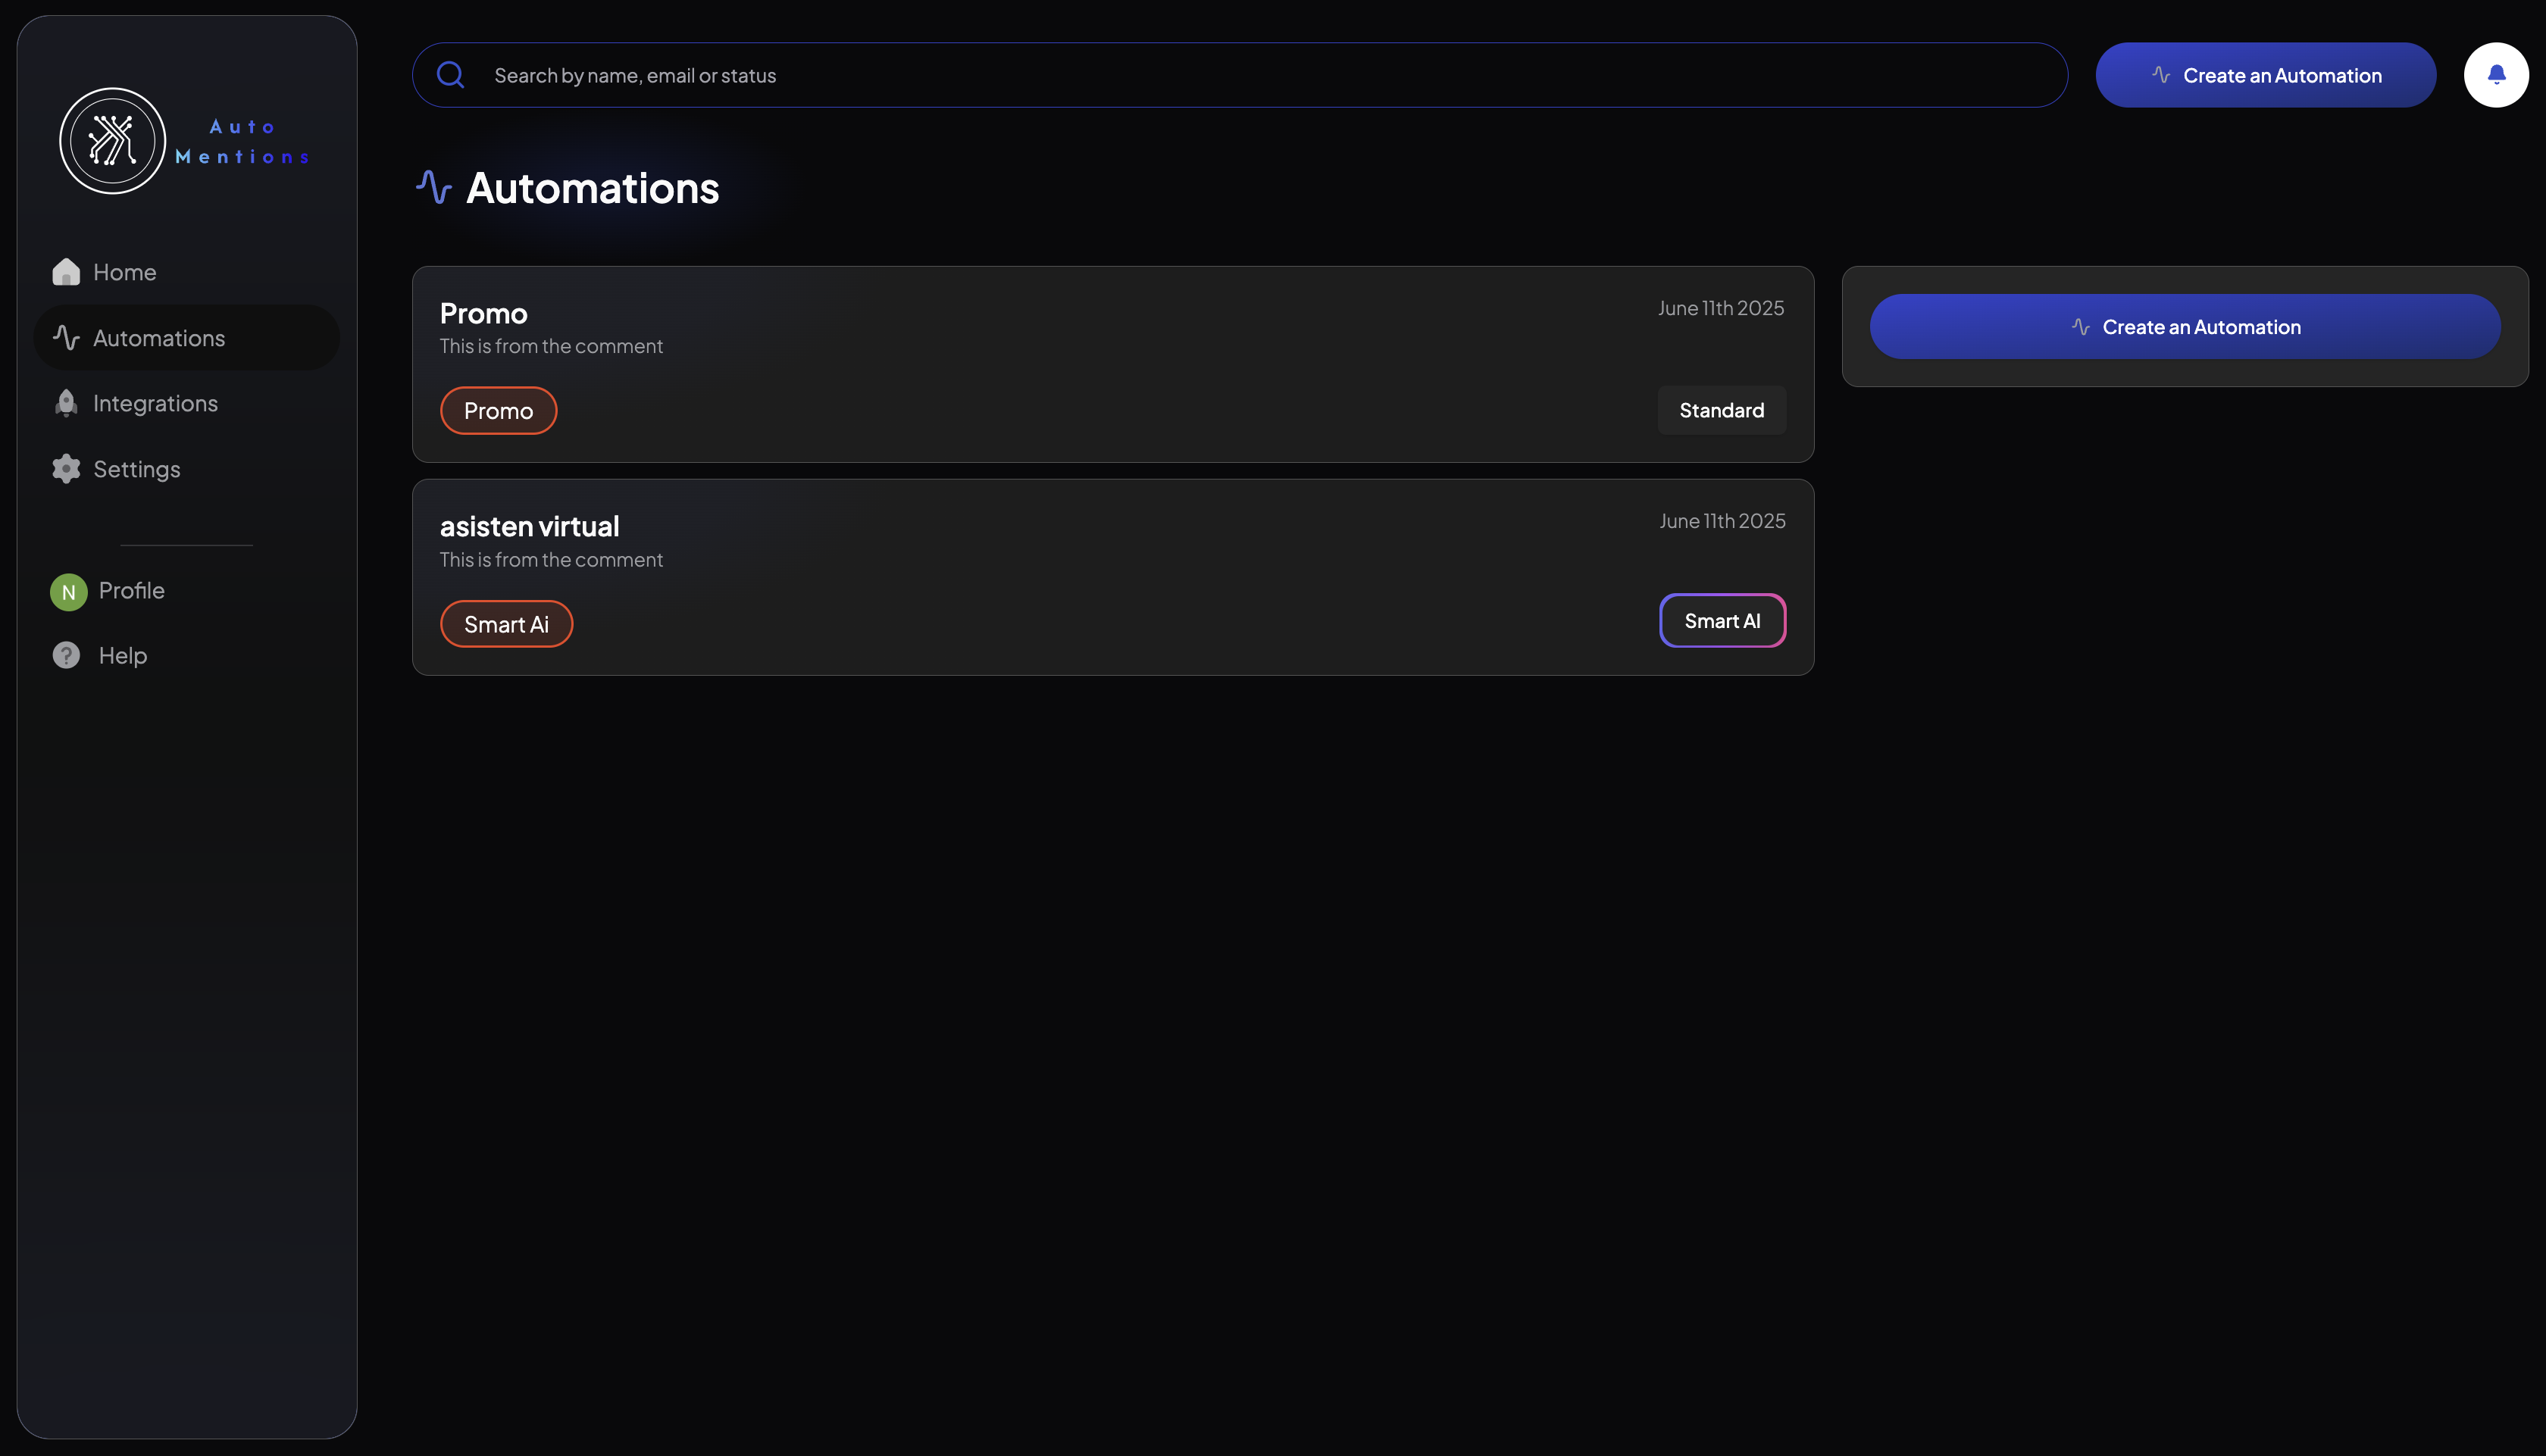 Auto
Mentions
Home
Automations
Integrations
Settings
N
Profile
Help
Search by name, email or status
Create an Automation
Automations
Promo
June 11th 2025
This is from the comment
Promo
Standard
asisten virtual
June 11th 2025
This is from the comment
Smart Ai
Smart AI
Create an Automation